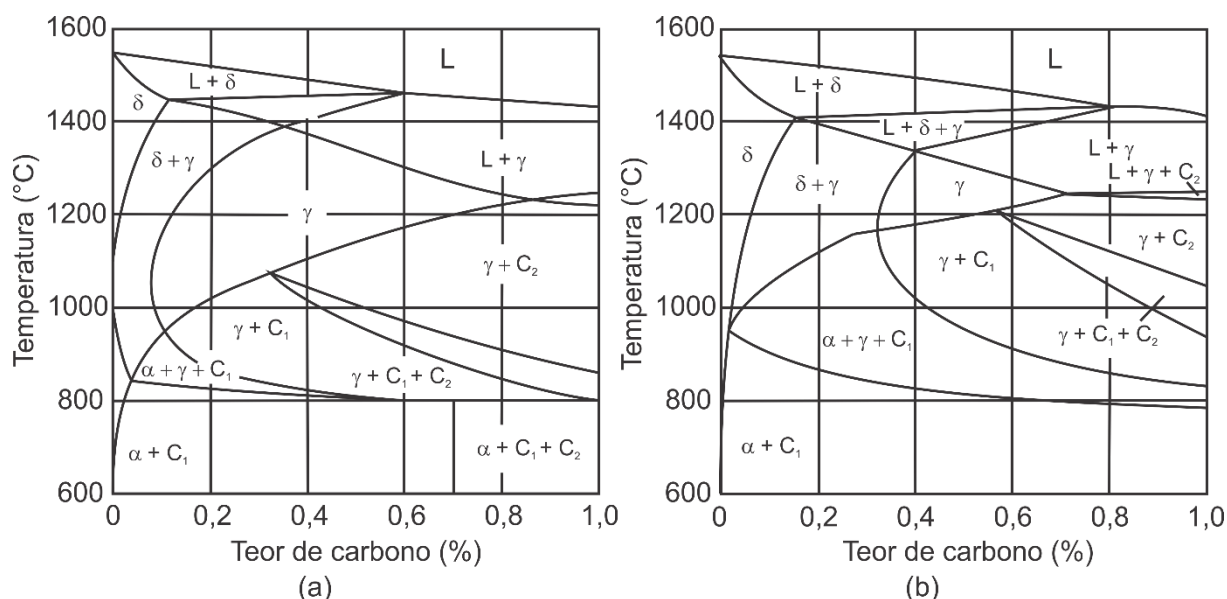 1600
1400
1200
1000
800
600
Temperatura (°C)
0
0,2
0,4
0,6
0,8
1,0
Teor de carbono (%)
(a)
L
L + δ
δ
δ + γ
L + γ
γ
γ + C₂
γ + C₁
α + γ + C₁
γ + C₁ + C₂
α + C₁
α + C₁ + C₂
1600
1400
1200
1000
800
600
Temperatura (°C)
0
0,2
0,4
0,6
0,8
1,0
Teor de carbono (%)
(b)
L
L + δ
L + δ + γ
δ
L + γ
L + γ + C₂
δ + γ
γ
γ + C₂
γ + C₁
γ + C₁ + C₂
α + γ + C₁
α + C₁